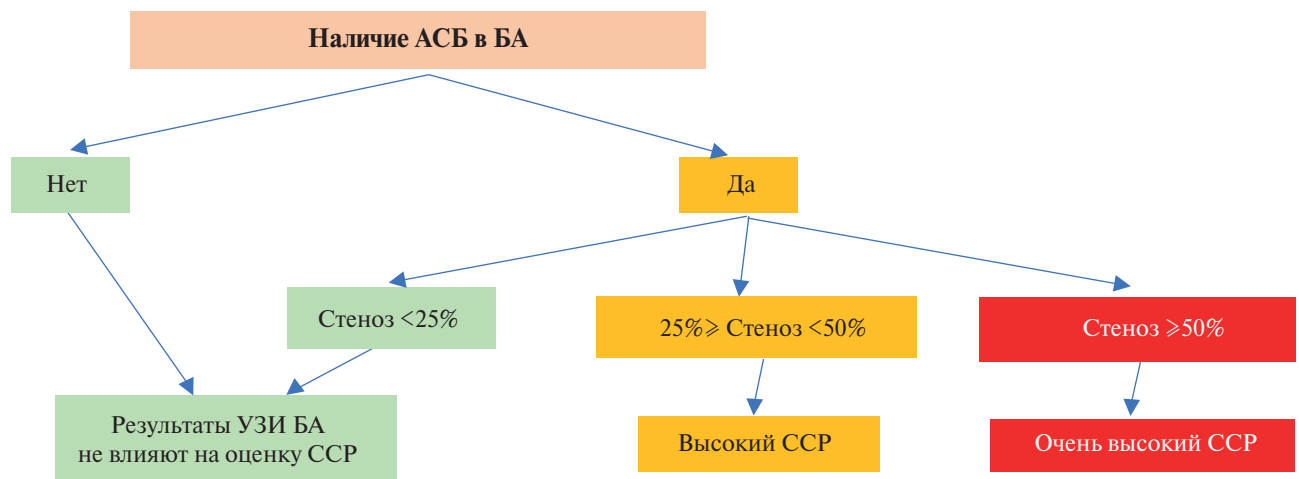 Наличие АСБ в БА
Нет
Да
Стеноз <25%
25%⩾ Стеноз <50%
Стеноз ⩾50%
Результаты УЗИ БА
не влияют на оценку ССР
Высокий ССР
Очень высокий ССР